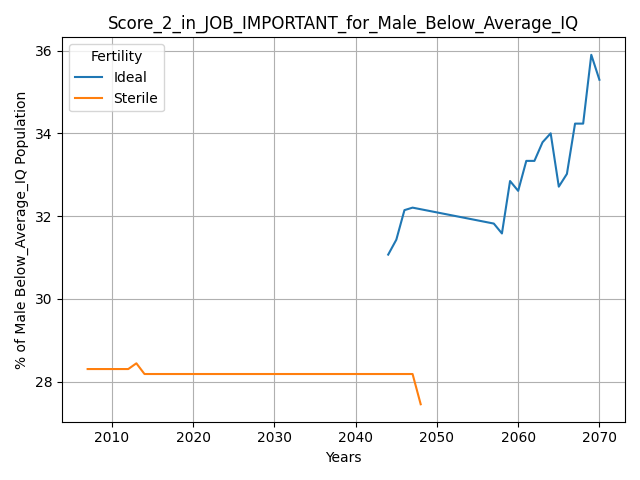 Score_2_in_JOB_IMPORTANT_for_Male_Below_Average_IQ
% of Male Below_Average_IQ Population
36
34
32
30
28
Fertility
Ideal
Sterile
2010 2020 2030 2040 2050 2060 2070
Years